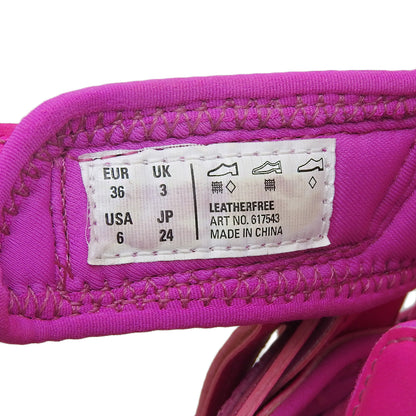 EUR UK
36 3
USA JP
6 24
LEATHERFREE
ART NO. 617543
MADE IN CHINA